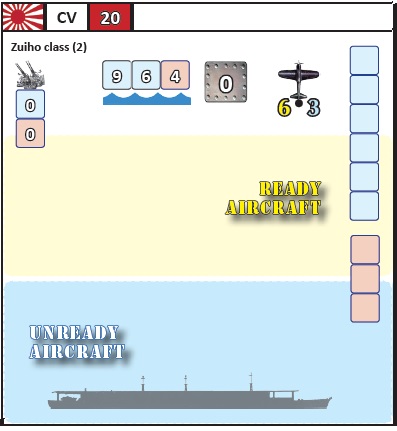 CV 20
Zuiho class (2)
9 6 4
0
6 3
0
0
READY
AIRCRAFT
UNREADY
AIRCRAFT